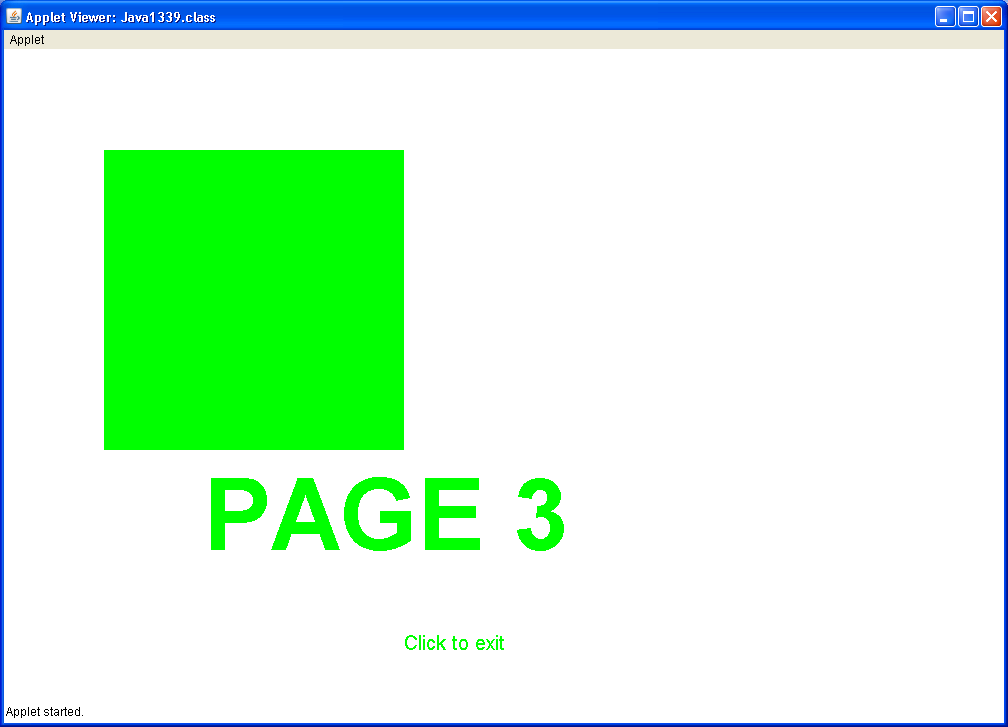 Applet Viewer: Java1339.class
Applet
PAGE 3
Click to exit
Applet started.